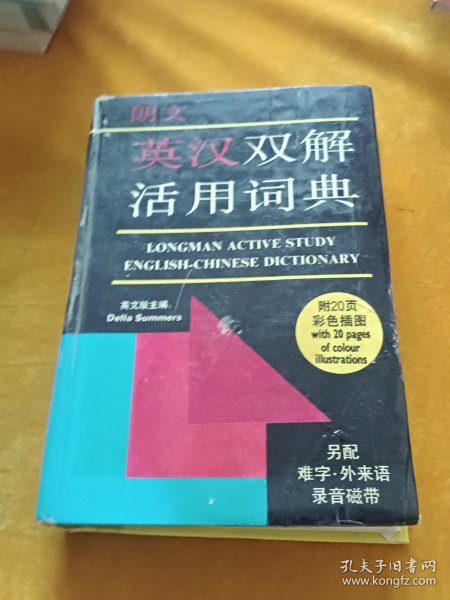 朗文
英汉双解
活用词典
LONGMAN ACTIVE STUDY
ENGLISH-CHINESE DICTIONARY
英文版主编:
Della Summers
附20页
彩色插图
with 20 pages
of colour
illustrations
另配
难字·外来语
录音磁带
孔夫子旧书网
www.kongfz.com